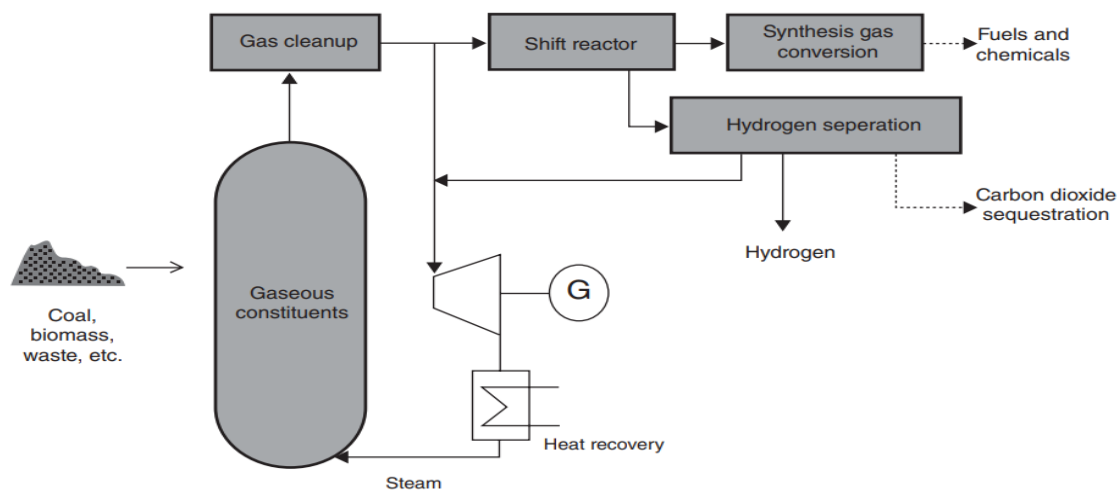 Gas cleanup
Shift reactor
Synthesis gas
conversion
Fuels and
chemicals
Hydrogen seperation
Carbon dioxide
sequestration
Hydrogen
Coal,
biomass,
waste, etc.
Gaseous
constituents
G
Heat recovery
Steam